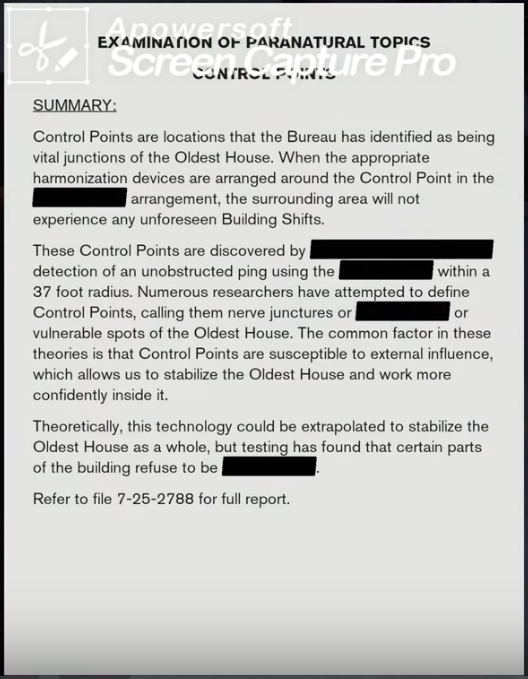 Apowersoft
EXAMINATION OF PARANATURAL TOPICS
Screen Capture Pro
CONTROL POINTS
SUMMARY:
Control Points are locations that the Bureau has identified as being
vital junctions of the Oldest House. When the appropriate
harmonization devices are arranged around the Control Point in the
arrangement, the surrounding area will not
experience any unforeseen Building Shifts.
These Control Points are discovered by
detection of an unobstructed ping using the within a
37 foot radius. Numerous researchers have attempted to define
Control Points, calling them nerve junctures or or
vulnerable spots of the Oldest House. The common factor in these
theories is that Control Points are susceptible to external influence,
which allows us to stabilize the Oldest House and work more
confidently inside it.
Theoretically, this technology could be extrapolated to stabilize the
Oldest House as a whole, but testing has found that certain parts
of the building refuse to be .
Refer to file 7-25-2788 for full report.